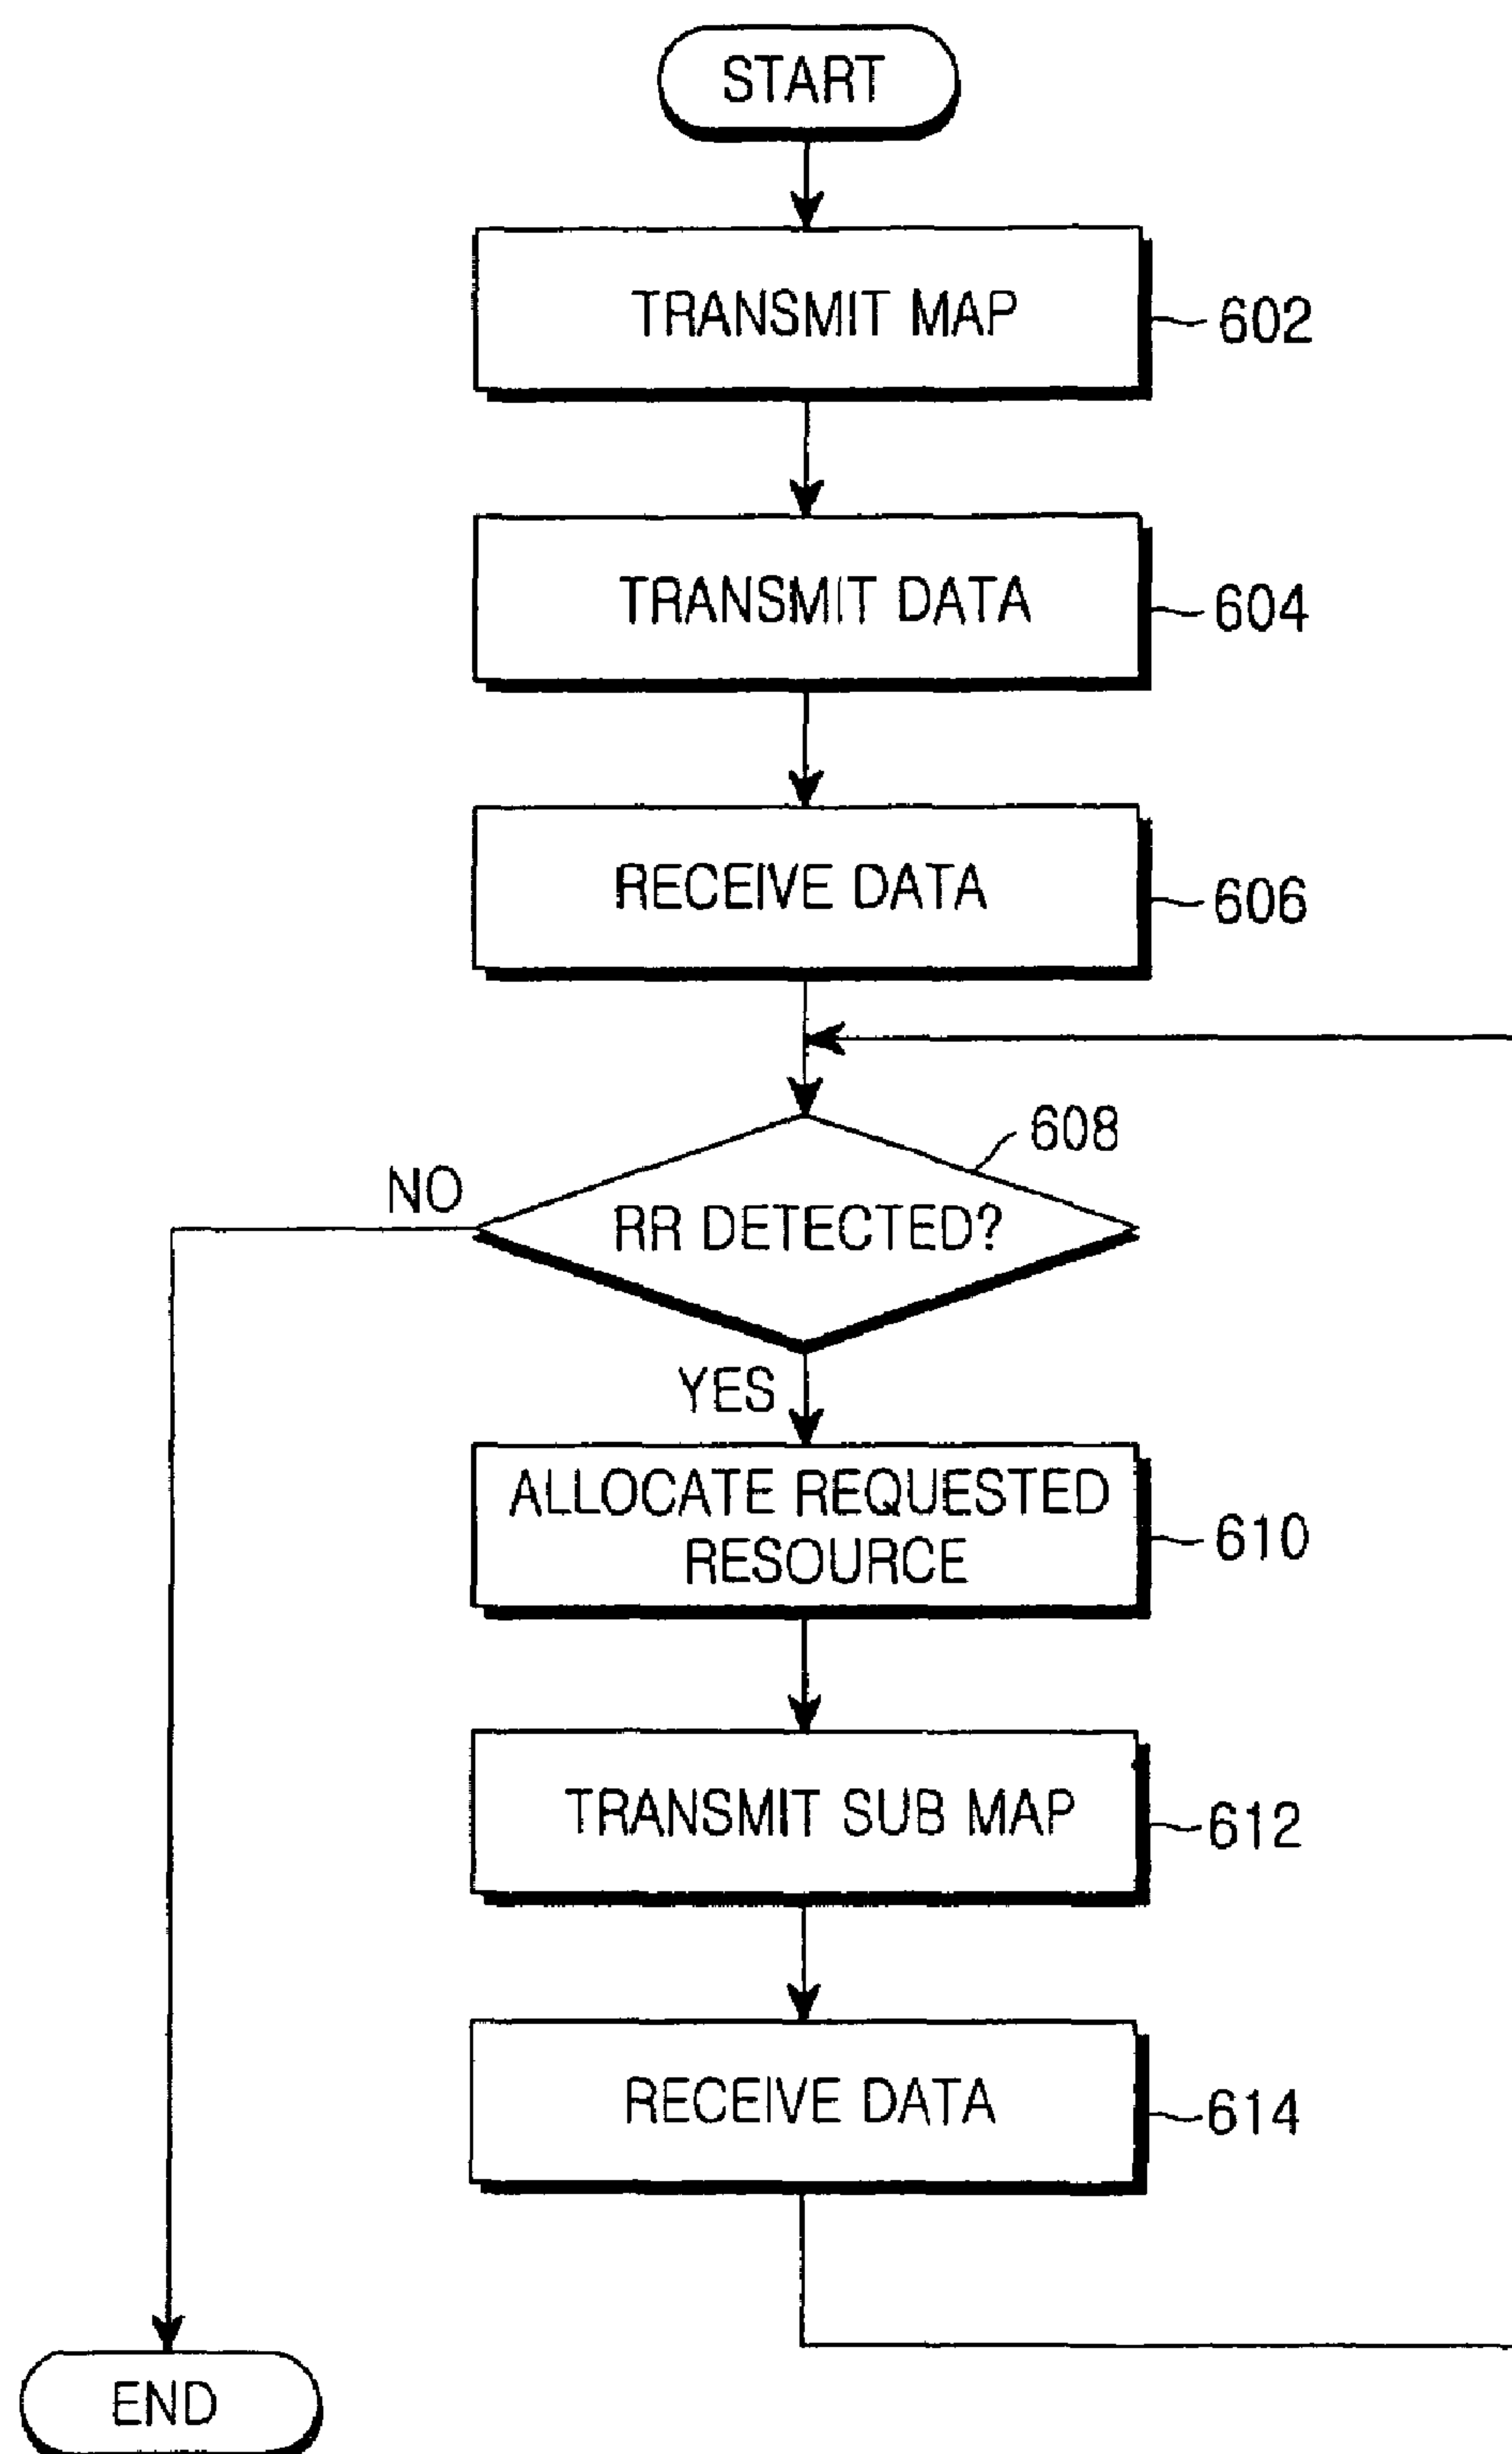 START
TRANSMIT MAP
602
TRANSMIT DATA
604
RECEIVE DATA
606
608
NO
RR DETECTED?
YES
ALLOCATE REQUESTED
RESOURCE
610
TRANSMIT SUB MAP
612
RECEIVE DATA
614
END